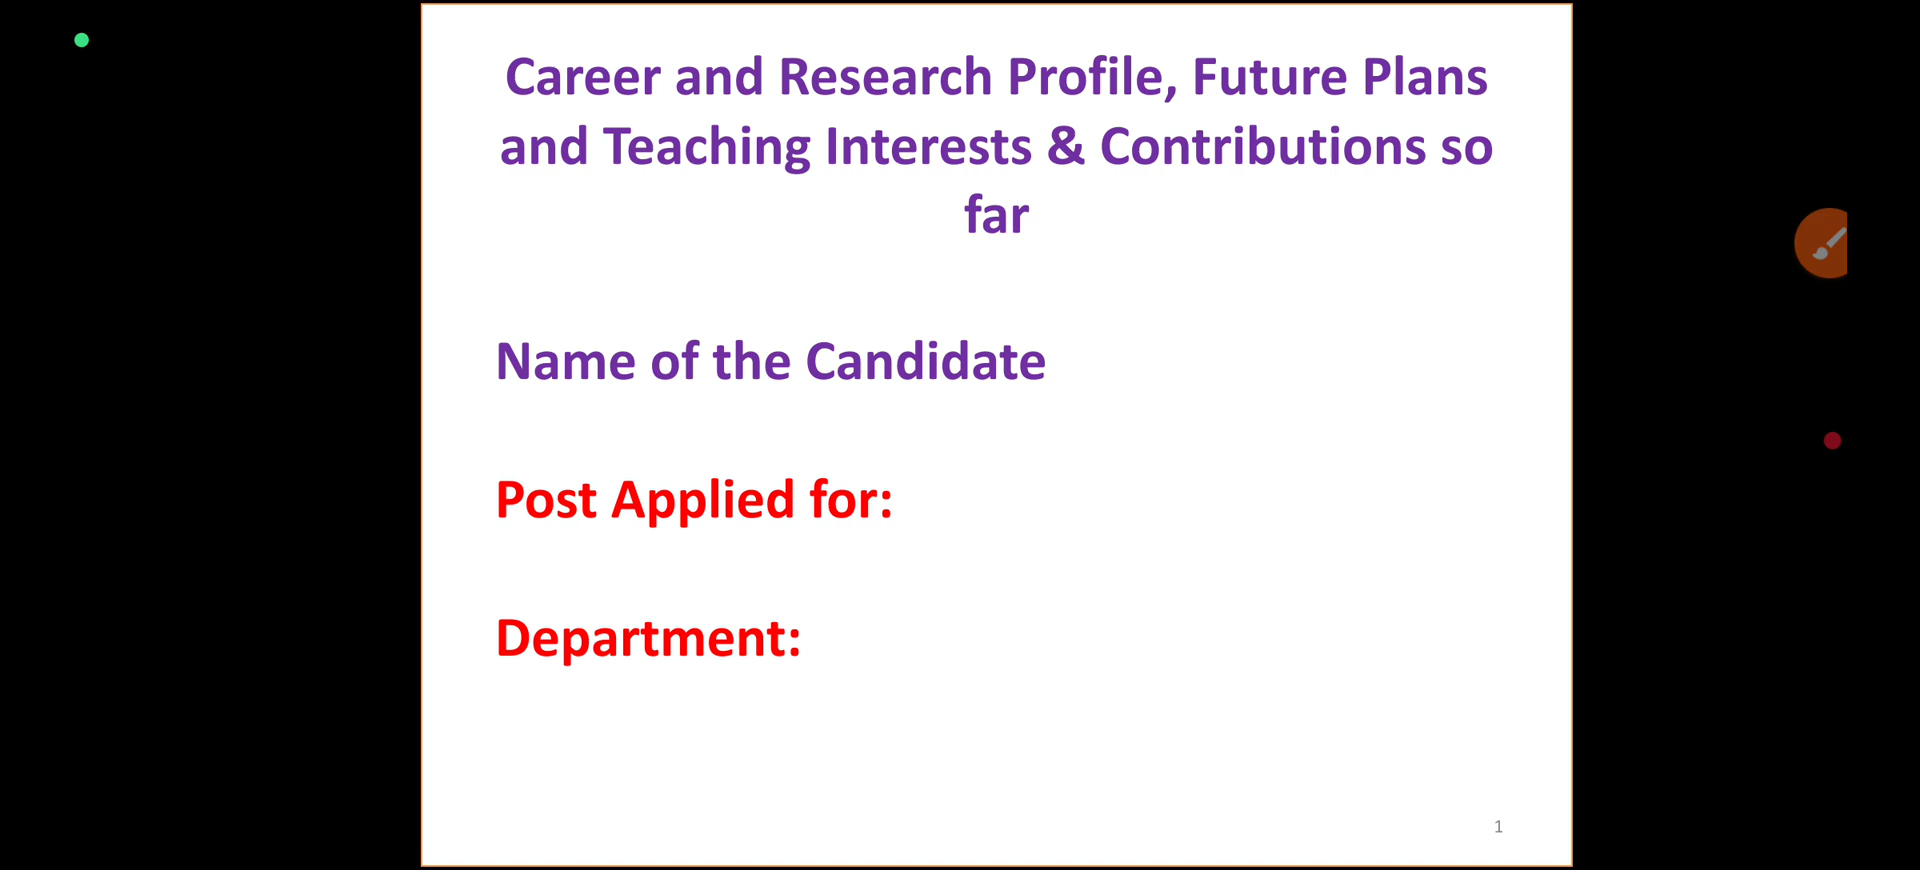 Career and Research Profile, Future Plans
and Teaching Interests & Contributions so
far
Name of the Candidate
Post Applied for:
Department:
1